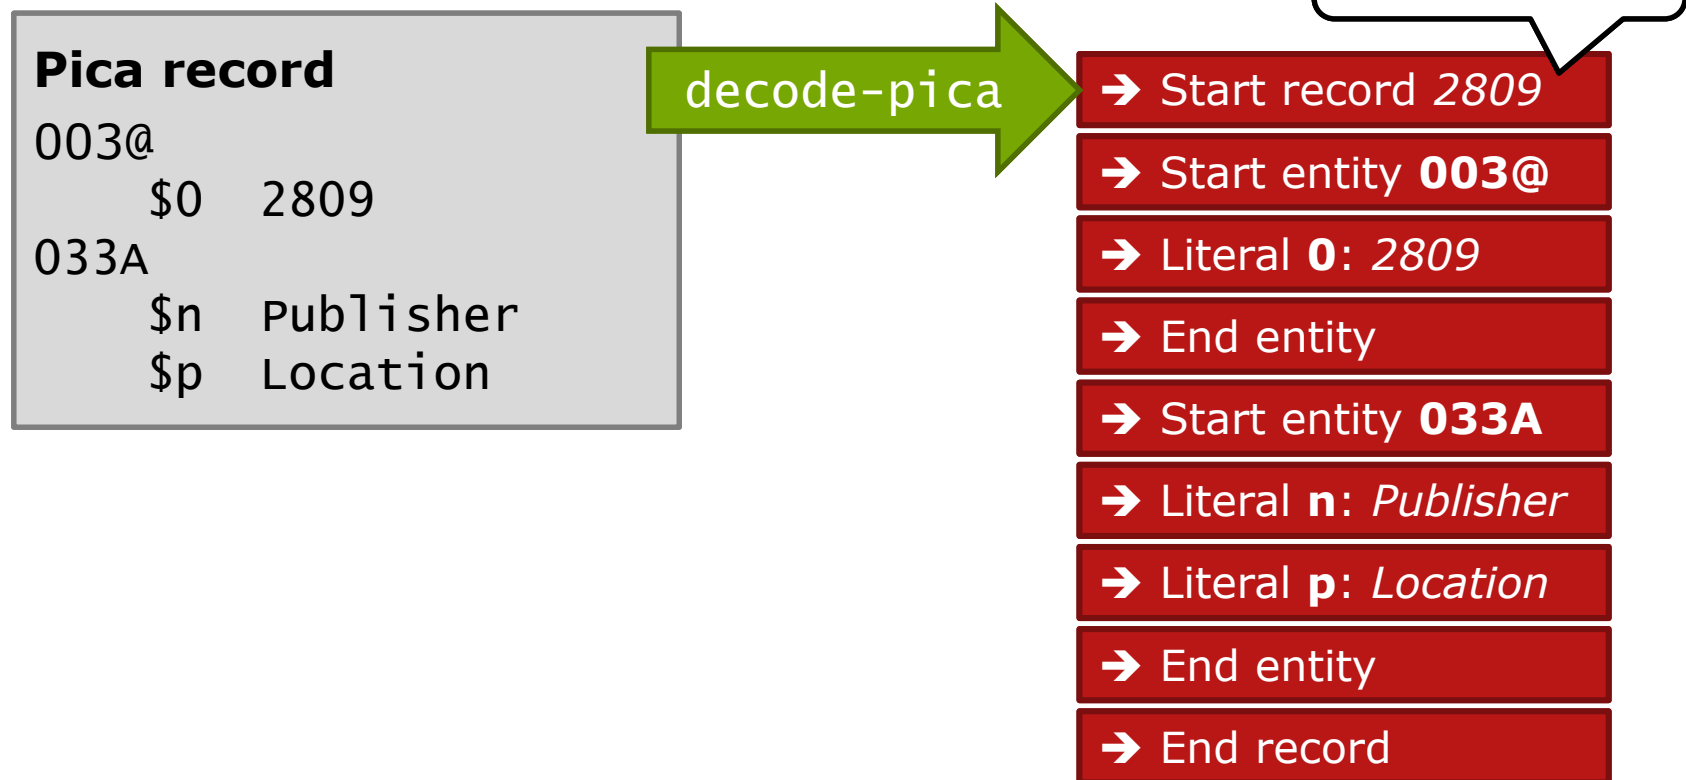 Pica record
003@
$0 2809
033A
$n Publisher
$p Location
decode-pica
➔ Start record 2809
➔ Start entity 003@
➔ Literal 0: 2809
➔ End entity
➔ Start entity 033A
➔ Literal n: Publisher
➔ Literal p: Location
➔ End entity
➔ End record